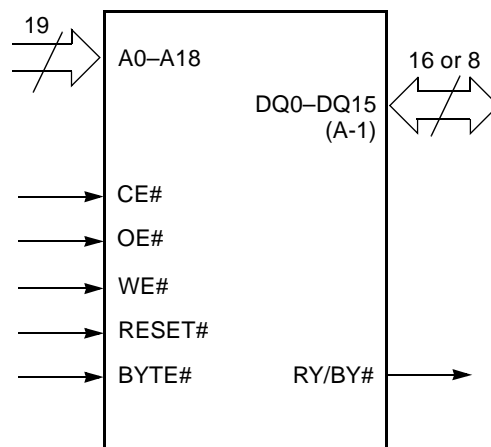 19
A0–A18
16 or 8
DQ0–DQ15
(A-1)
CE#
OE#
WE#
RESET#
BYTE#
RY/BY#